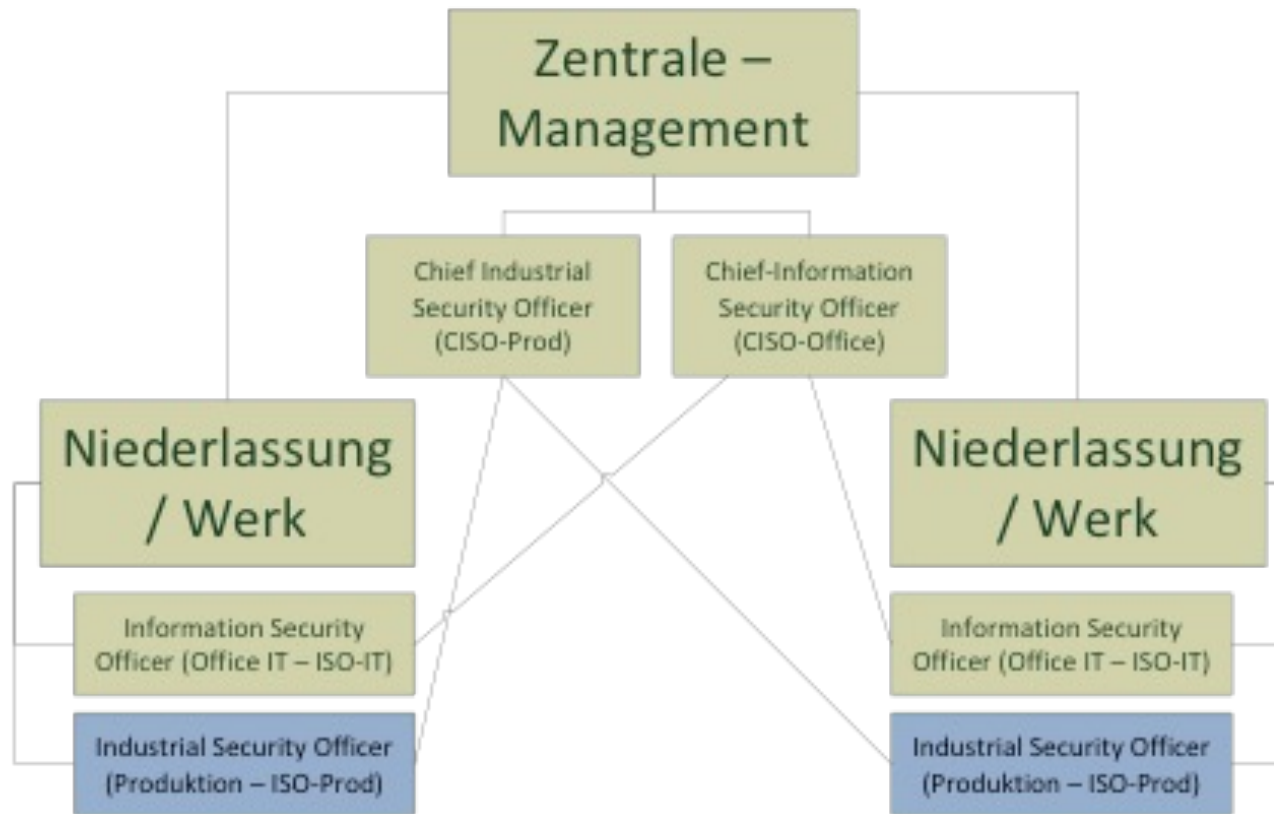 Zentrale –
Management
Chief Industrial
Security Officer
(CISO-Prod)
Chief-Information
Security Officer
(CISO-Office)
Niederlassung
/ Werk
Niederlassung
/ Werk
Information Security
Officer (Office IT – ISO-IT)
Information Security
Officer (Office IT – ISO-IT)
Industrial Security Officer
(Produktion – ISO-Prod)
Industrial Security Officer
(Produktion – ISO-Prod)